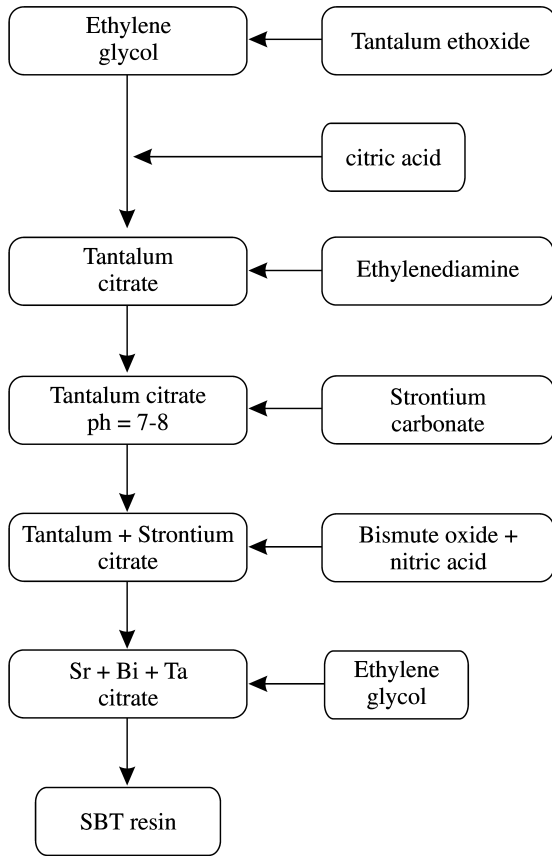 Ethylene
glycol
Tantalum ethoxide
citric acid
Tantalum
citrate
Ethylenediamine
Tantalum citrate
ph = 7-8
Strontium
carbonate
Tantalum + Strontium
citrate
Bismute oxide +
nitric acid
Sr + Bi + Ta
citrate
Ethylene
glycol
SBT resin